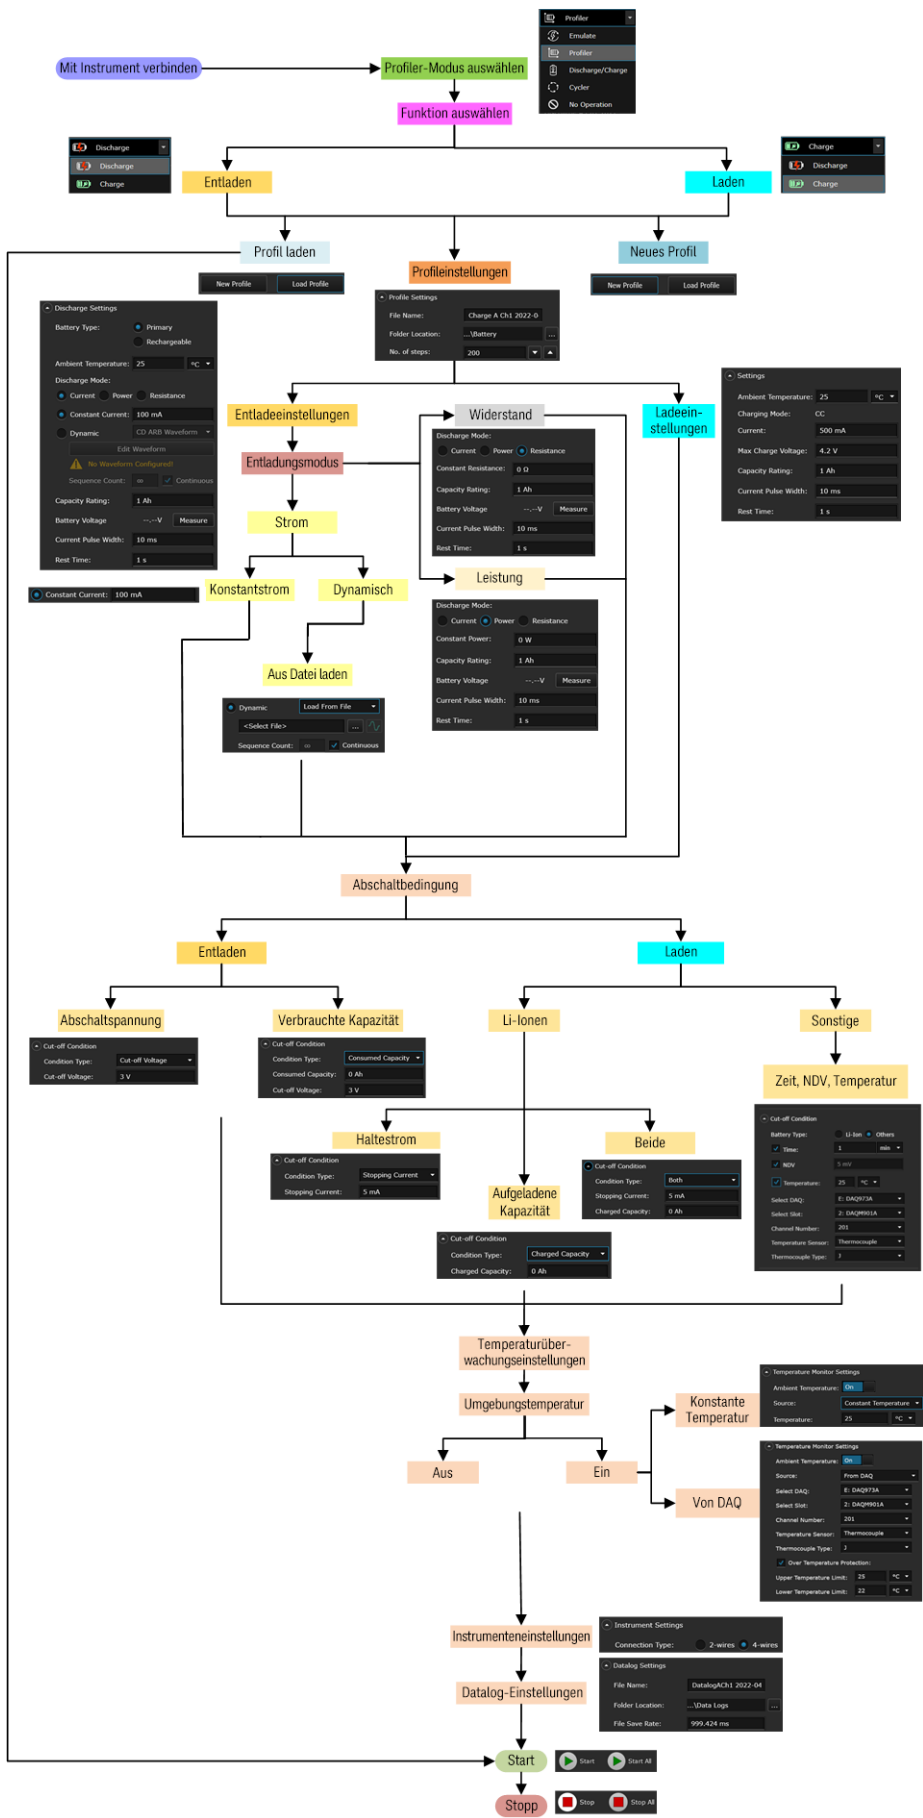 Profiler
Emulate
Profiler
Discharge/Charge
Cycler
No Operation
Mit Instrument verbinden
Profiler-Modus auswählen
Funktion auswählen
Discharge
Discharge
Charge
Entladen
Laden
Charge
Discharge
Charge
Profil laden
New Profile
Load Profile
Profileinstellungen
Neues Profil
New Profile
Load Profile
Profile Settings
File Name: Charge A Ch1 2022-0
Folder Location: ...\Battery ...
No. of steps: 200
Discharge Settings
Battery Type: Primary
Rechargeable
Ambient Temperature: 25 °C
Discharge Mode:
Current Power Resistance
Constant Current: 100 mA
Dynamic CD ARB Waveform
Edit Waveform
No Waveform Configured!
Sequence Count: ∞ Continuous
Capacity Rating: 1 Ah
Battery Voltage --.--V Measure
Current Pulse Width: 10 ms
Rest Time: 1 s
Constant Current: 100 mA
Entladeeinstellungen
Entladungsmodus
Strom
Konstantstrom
Dynamisch
Aus Datei laden
Dynamic Load From File
<Select File> ...
Sequence Count: ∞ Continuous
Widerstand
Discharge Mode:
Current Power Resistance
Constant Resistance: 0 Ω
Capacity Rating: 1 Ah
Battery Voltage --.--V Measure
Current Pulse Width: 10 ms
Rest Time: 1 s
Leistung
Discharge Mode:
Current Power Resistance
Constant Power: 0 W
Capacity Rating: 1 Ah
Battery Voltage --.--V Measure
Current Pulse Width: 10 ms
Rest Time: 1 s
Ladeein-
stellungen
Settings
Ambient Temperature: 25 °C
Charging Mode: CC
Current: 500 mA
Max Charge Voltage: 4.2 V
Capacity Rating: 1 Ah
Current Pulse Width: 10 ms
Rest Time: 1 s
Abschaltbedingung
Entladen
Laden
Abschaltspannung
Cut-off Condition
Condition Type: Cut-off Voltage
Cut-off Voltage: 3 V
Verbrauchte Kapazität
Cut-off Condition
Condition Type: Consumed Capacity
Consumed Capacity: 0 Ah
Cut-off Voltage: 3 V
Li-Ionen
Sonstige
Zeit, NDV, Temperatur
Cut-off Condition
Battery Type: Li-Ion Others
Time: 1 min
NDV 5 mV
Temperature: 25 °C
Select DAQ: E: DAQ973A
Select Slot: 2: DAQM901A
Channel Number: 201
Temperature Sensor: Thermocouple
Thermocouple Type: J
Haltestrom
Cut-off Condition
Condition Type: Stopping Current
Stopping Current: 5 mA
Beide
Cut-off Condition
Condition Type: Both
Stopping Current: 5 mA
Charged Capacity: 0 Ah
Aufgeladene
Kapazität
Cut-off Condition
Condition Type: Charged Capacity
Charged Capacity: 0 Ah
Temperaturüber-
wachungseinstellungen
Umgebungstemperatur
Aus
Ein
Konstante
Temperatur
Temperature Monitor Settings
Ambient Temperature: On
Source: Constant Temperature
Temperature: 25 °C
Von DAQ
Temperature Monitor Settings
Ambient Temperature: On
Source: From DAQ
Select DAQ: E: DAQ973A
Select Slot: 2: DAQM901A
Channel Number: 201
Temperature Sensor: Thermocouple
Thermocouple Type: J
Over Temperature Protection:
Upper Temperature Limit: 25 °C
Lower Temperature Limit: 22 °C
Instrumenteneinstellungen
Instrument Settings
Connection Type: 2-wires 4-wires
Datalog-Einstellungen
Datalog Settings
File Name: DatalogACh1 2022-04
Folder Location: ...\Data Logs ...
File Save Rate: 999.424 ms
Start
Start
Start All
Stopp
Stop
Stop All